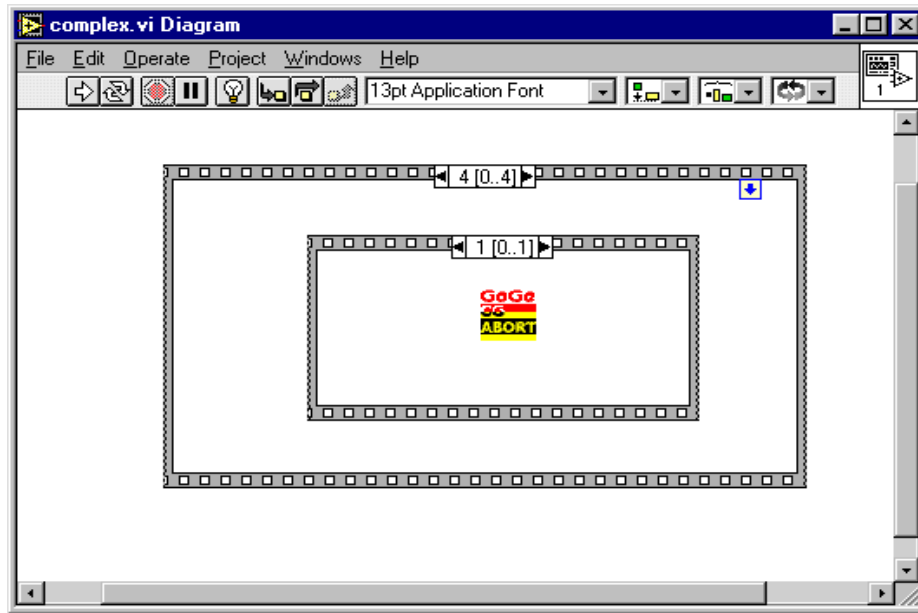 complex.vi Diagram
File Edit Operate Project Windows Help
13pt Application Font
1
4 [0..4]
1 [0..1]
GoGo
ABORT